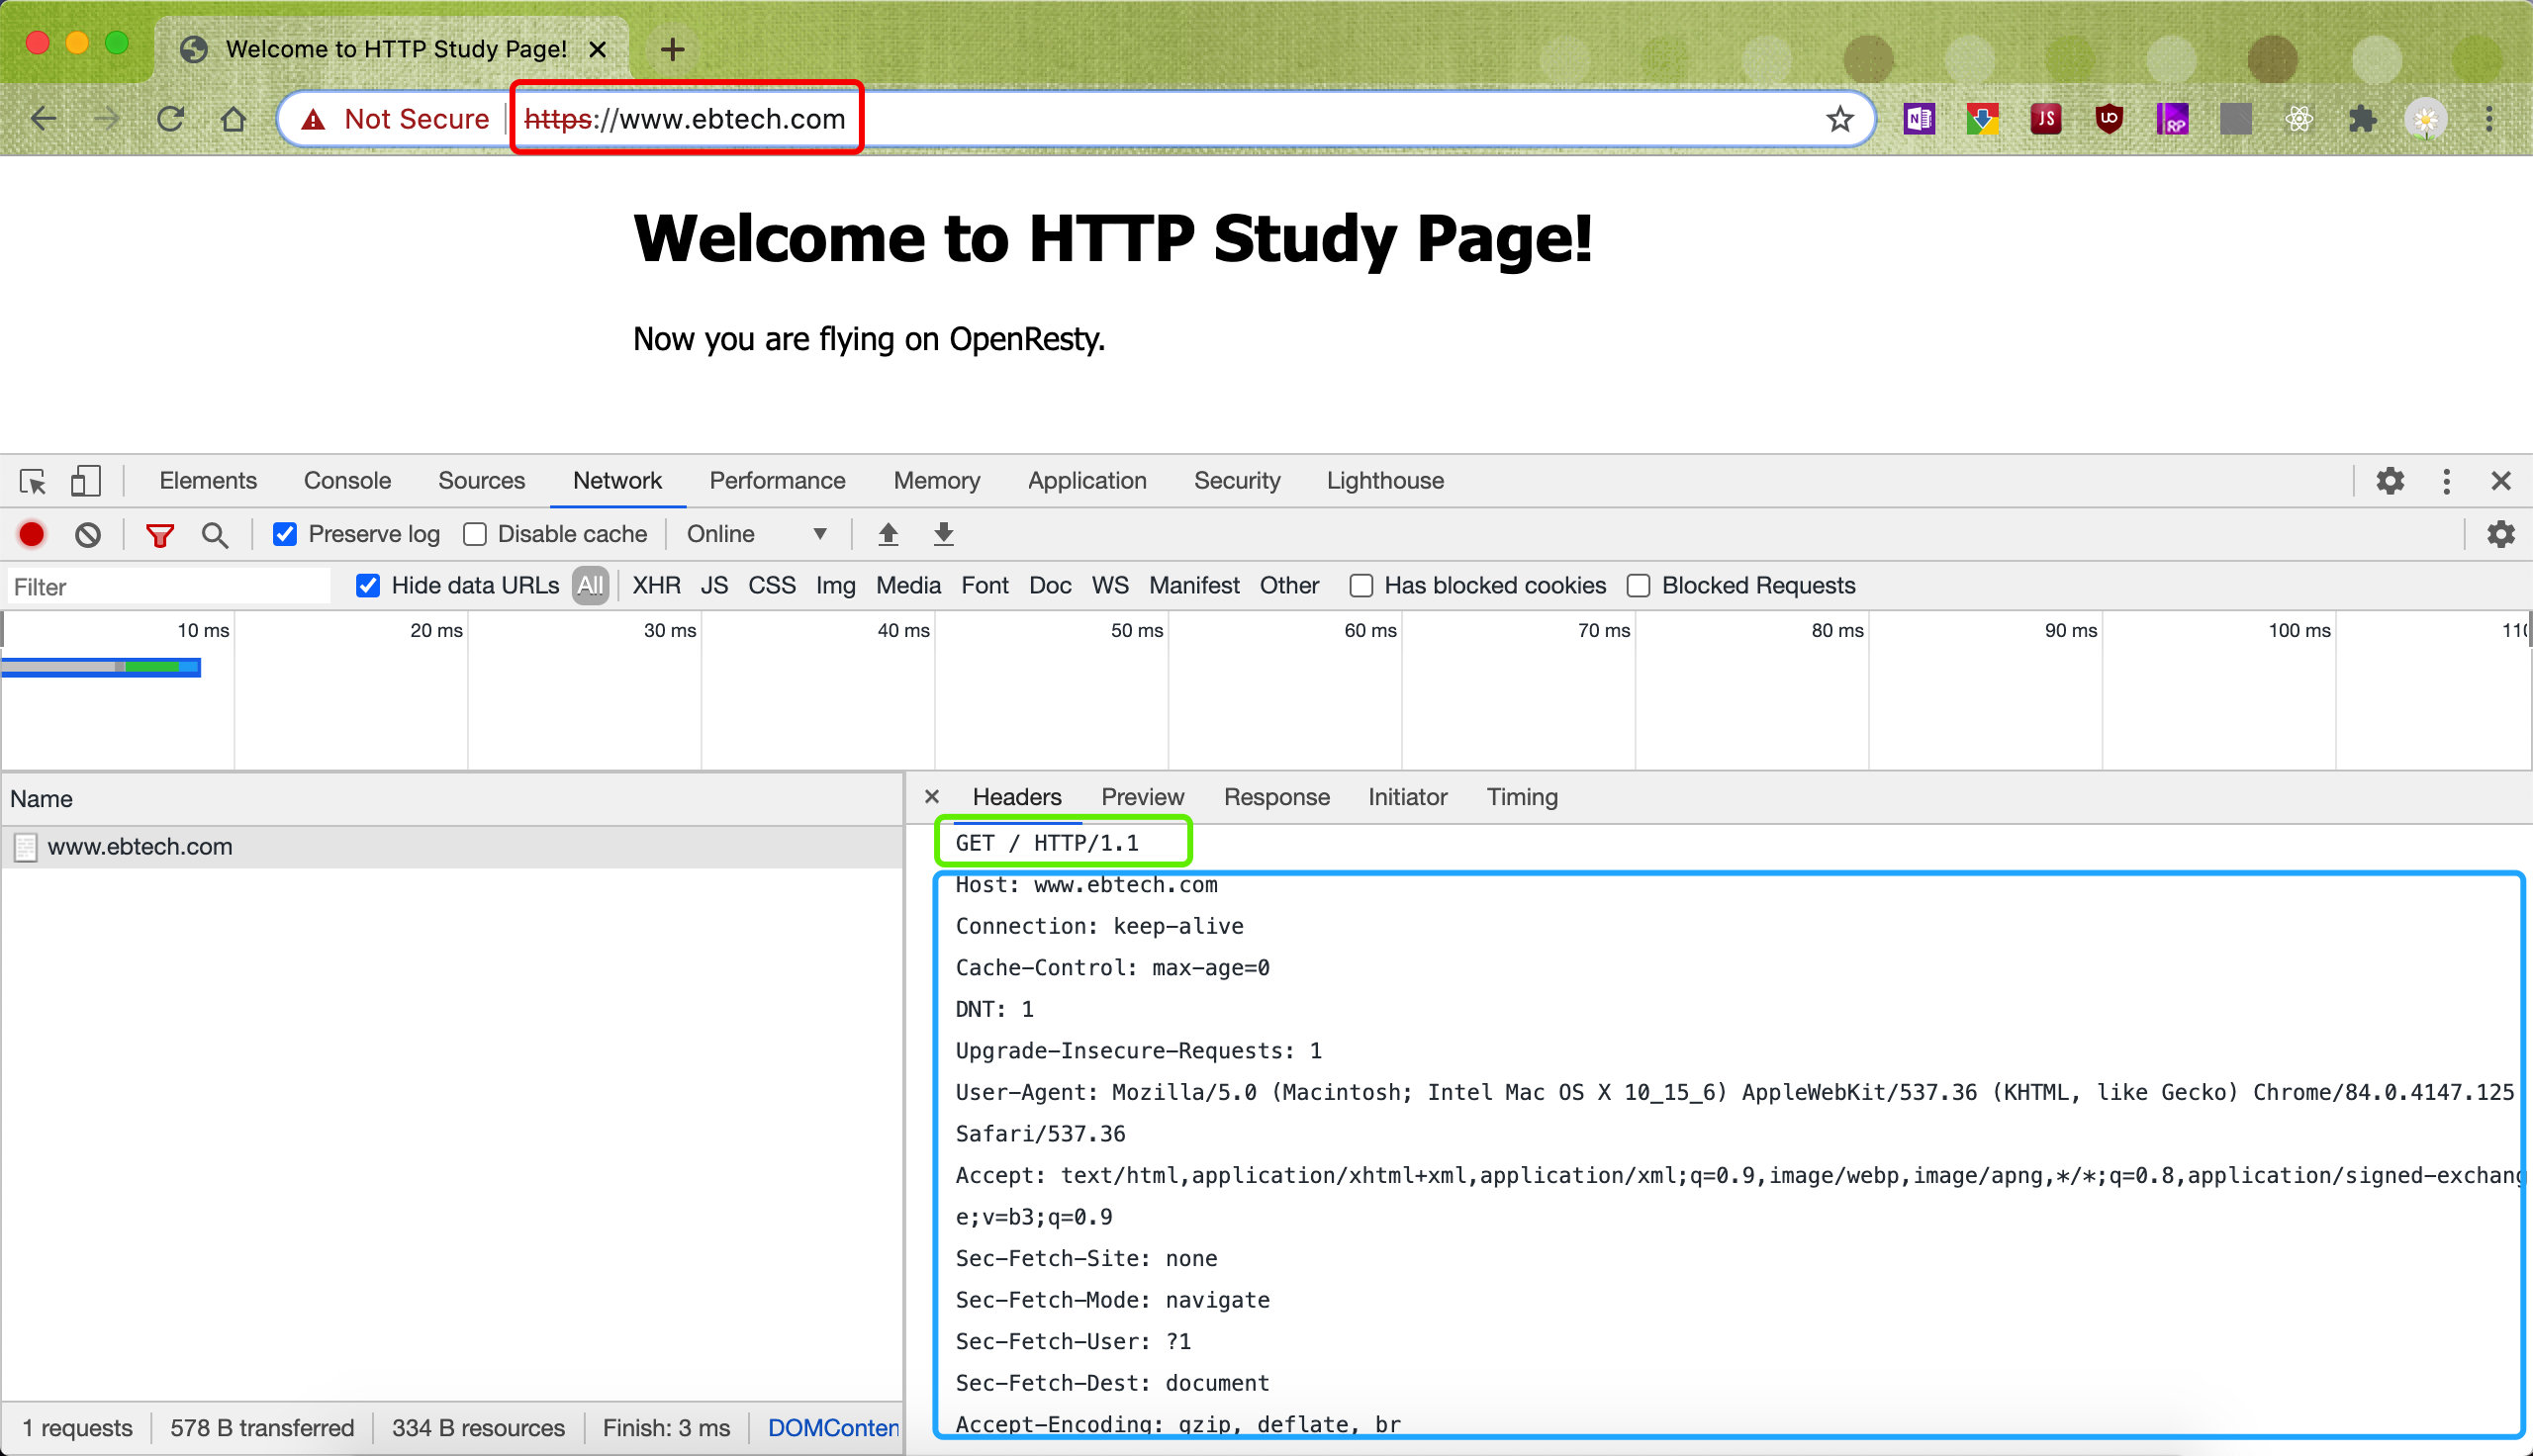 Welcome to HTTP Study Page!
Not Secure https://www.ebtech.com
N JS UO RP
Welcome to HTTP Study Page!
Now you are flying on OpenResty.
Elements Console Sources Network Performance Memory Application Security Lighthouse
Preserve log Disable cache Online
Filter Hide data URLs All XHR JS CSS Img Media Font Doc WS Manifest Other Has blocked cookies Blocked Requests
10 ms 20 ms 30 ms 40 ms 50 ms 60 ms 70 ms 80 ms 90 ms 100 ms
Name
www.ebtech.com
1 requests 578 B transferred 334 B resources Finish: 3 ms DOMConten
Headers Preview Response Initiator Timing
GET / HTTP/1.1
Host: www.ebtech.com
Connection: keep-alive
Cache-Control: max-age=0
DNT: 1
Upgrade-Insecure-Requests: 1
User-Agent: Mozilla/5.0 (Macintosh; Intel Mac OS X 10_15_6) AppleWebKit/537.36 (KHTML, like Gecko) Chrome/84.0.4147.125
Safari/537.36
Accept: text/html,application/xhtml+xml,application/xml;q=0.9,image/webp,image/apng,*/*;q=0.8,application/signed-exchang
e;v=b3;q=0.9
Sec-Fetch-Site: none
Sec-Fetch-Mode: navigate
Sec-Fetch-User: ?1
Sec-Fetch-Dest: document
Accept-Encoding: gzip, deflate, br